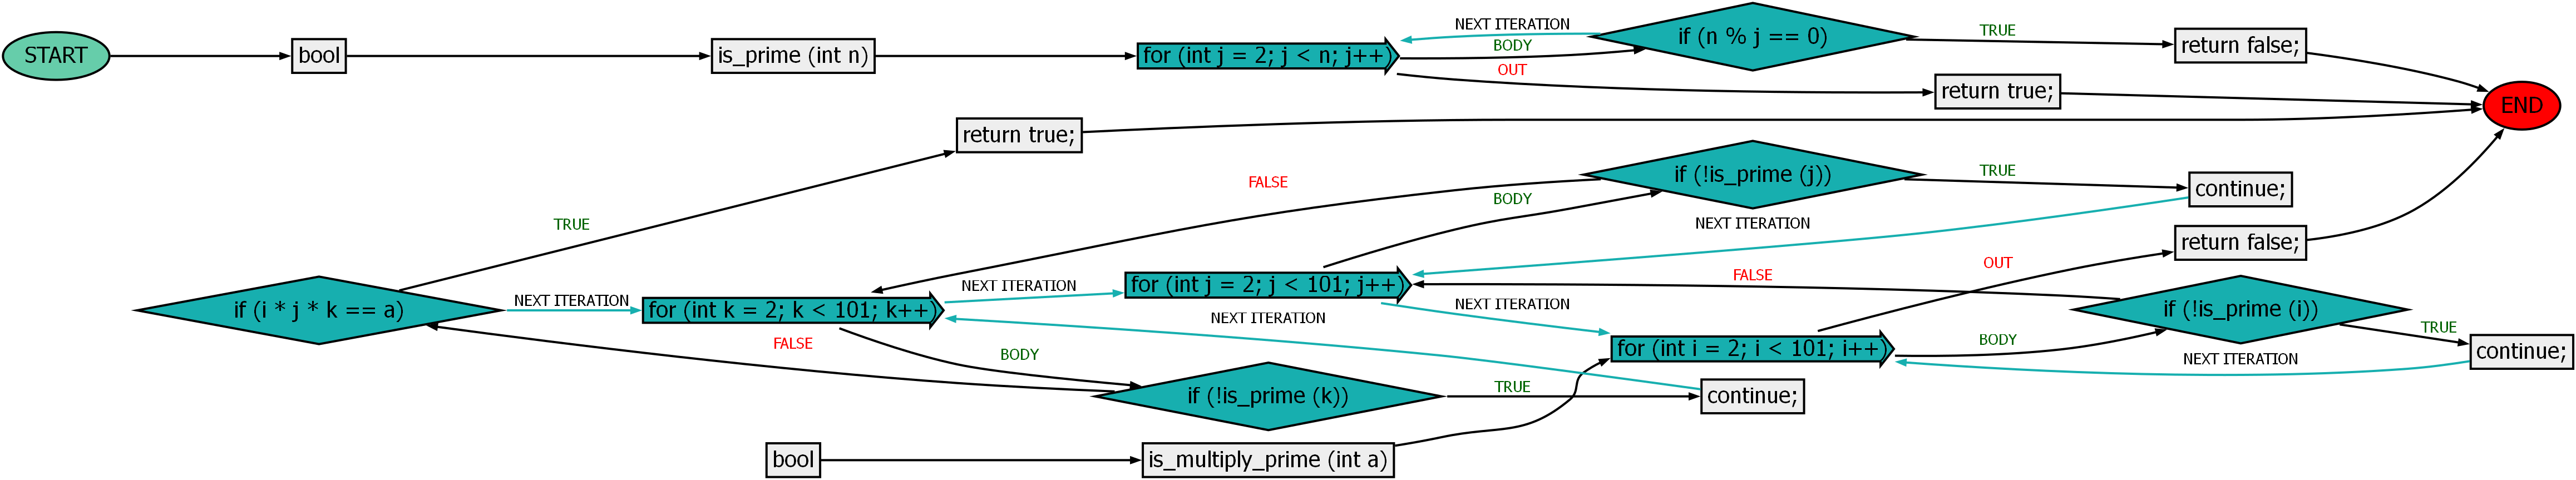 START
bool
is_prime (int n)
for (int j = 2; j < n; j++)
NEXT ITERATION
BODY
OUT
if (n % j == 0)
TRUE
return false;
return true;
END
return true;
TRUE
FALSE
BODY
if (!is_prime (j))
TRUE
continue;
NEXT ITERATION
return false;
OUT
if (i * j * k == a)
NEXT ITERATION
for (int k = 2; k < 101; k++)
NEXT ITERATION
for (int j = 2; j < 101; j++)
FALSE
NEXT ITERATION
NEXT ITERATION
if (!is_prime (i))
TRUE
continue;
FALSE
BODY
for (int i = 2; i < 101; i++)
BODY
NEXT ITERATION
if (!is_prime (k))
TRUE
continue;
bool
is_multiply_prime (int a)